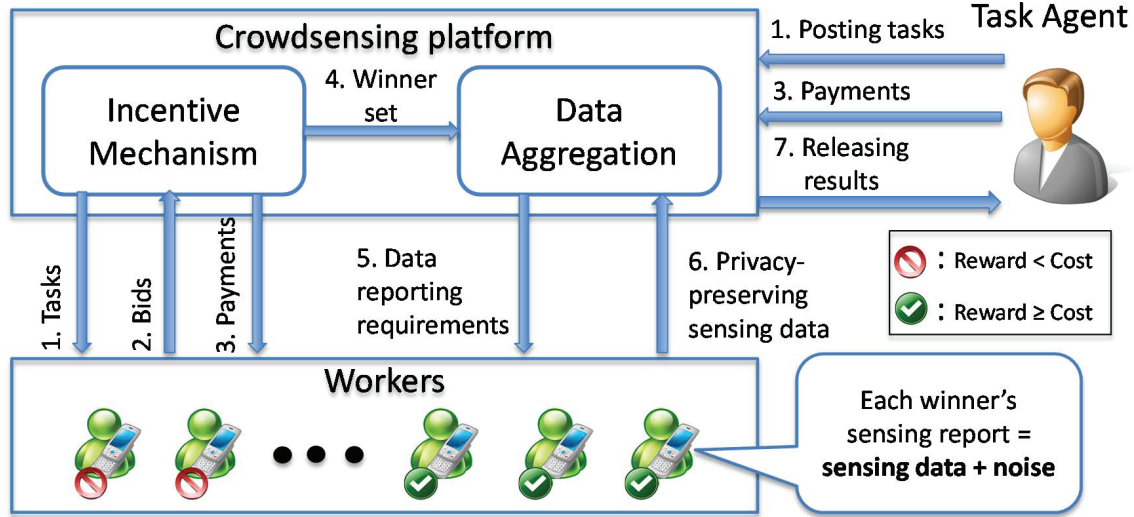 Crowdsensing platform
Task Agent
Incentive
Mechanism
4. Winner
set
Data
Aggregation
1. Posting tasks
3. Payments
7. Releasing
results
1. Tasks
2. Bids
3. Payments
5. Data
reporting
requirements
6. Privacy-
preserving
sensing data
: Reward < Cost
: Reward ≥ Cost
Workers
Each winner's
sensing report =
sensing data + noise